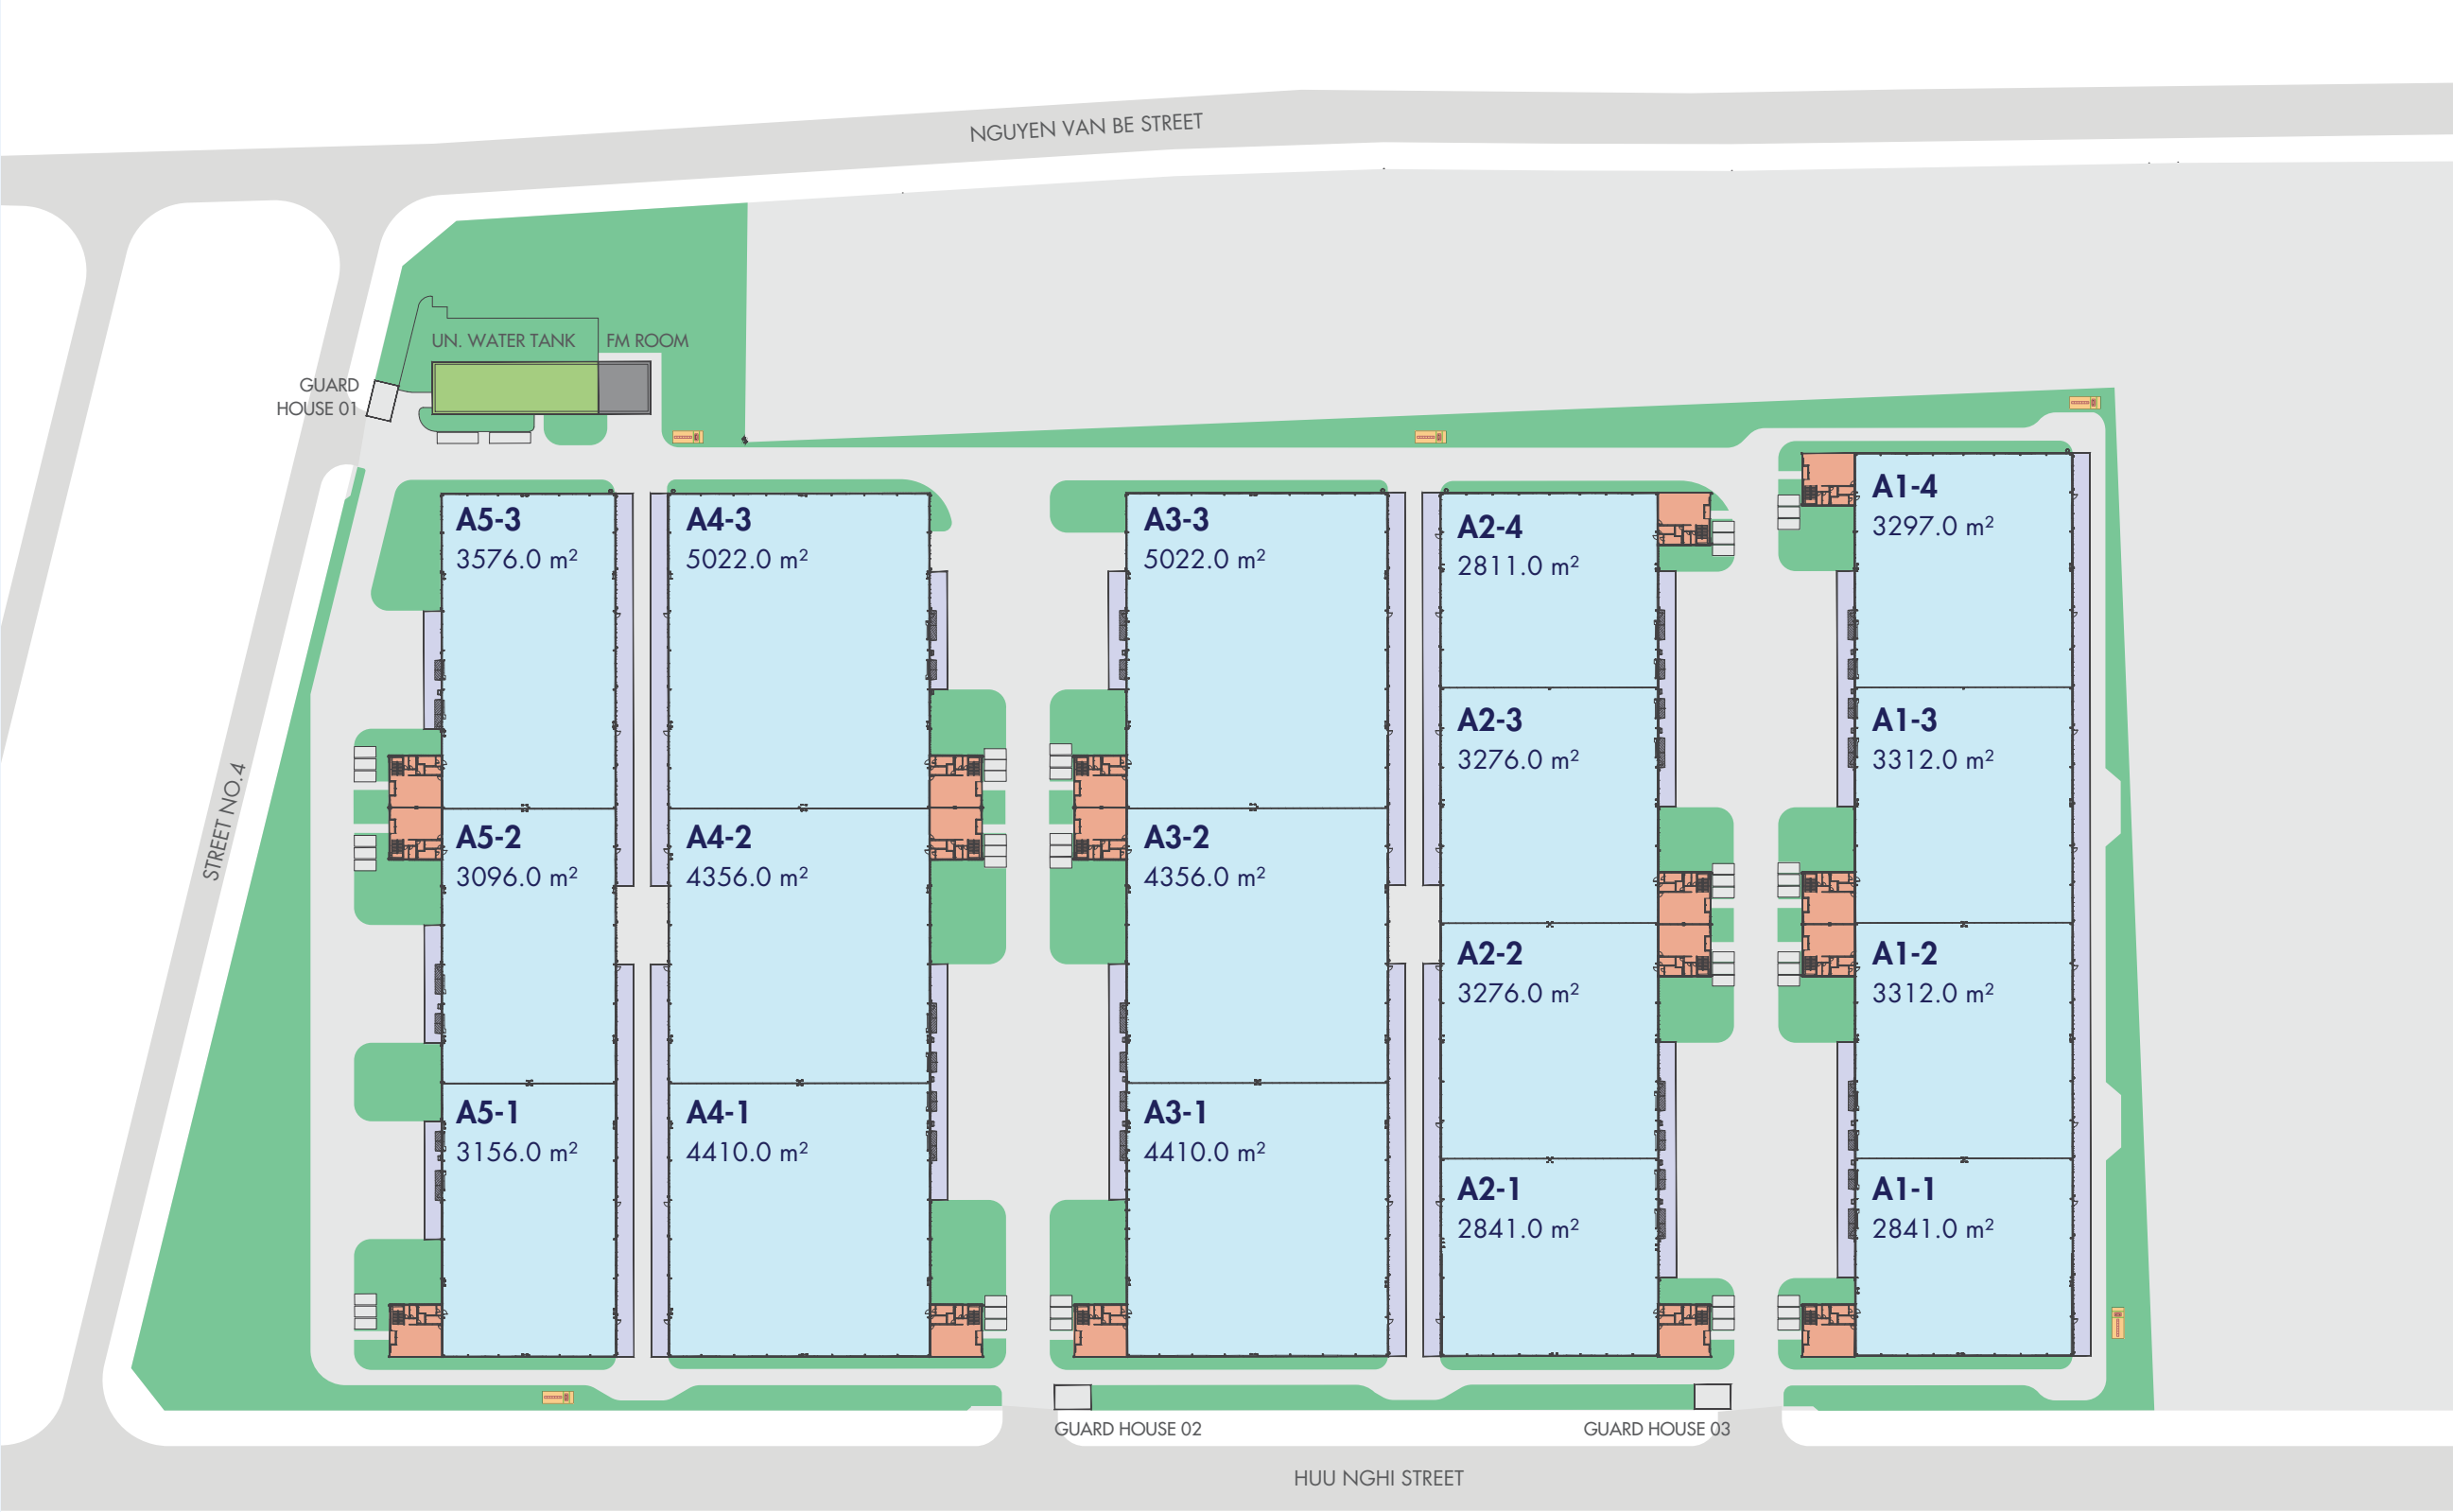 NGUYEN VAN BE STREET
UN. WATER TANK
FM ROOM
GUARD
HOUSE 01
STREET NO.4
A5-3
3576.0 m²
A4-3
5022.0 m²
A3-3
5022.0 m²
A2-4
2811.0 m²
A1-4
3297.0 m²
A2-3
3276.0 m²
A1-3
3312.0 m²
A5-2
3096.0 m²
A4-2
4356.0 m²
A3-2
4356.0 m²
A2-2
3276.0 m²
A1-2
3312.0 m²
A5-1
3156.0 m²
A4-1
4410.0 m²
A3-1
4410.0 m²
A2-1
2841.0 m²
A1-1
2841.0 m²
GUARD HOUSE 02
GUARD HOUSE 03
HUU NGHI STREET